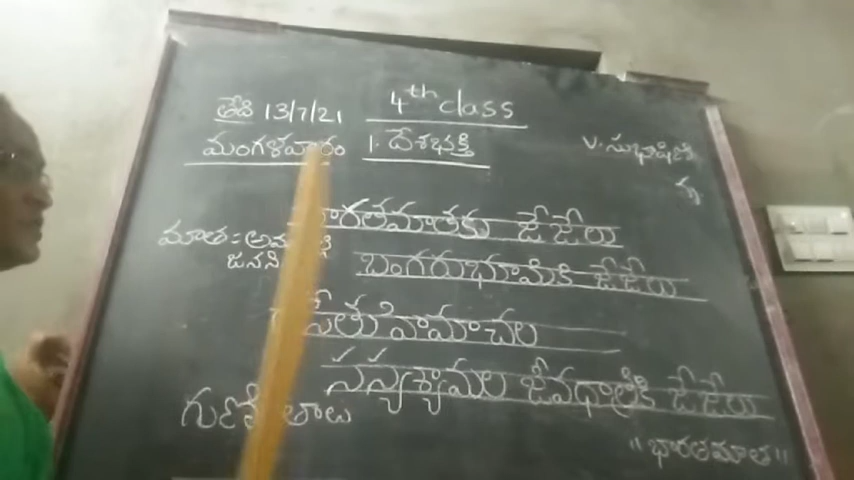 తేది 13/7/21 4th class
మంగళవారం 1. దేశభక్తి V. సుభాషిణి
భారతమాతకు జేజేలు
మాత = అమ్మ
జనని బంగరుభూమికి జేజేలు
సేతుహిమాచల
సస్యశ్యామల జీవధాత్రికి జేజేలు
"భారతమాత"